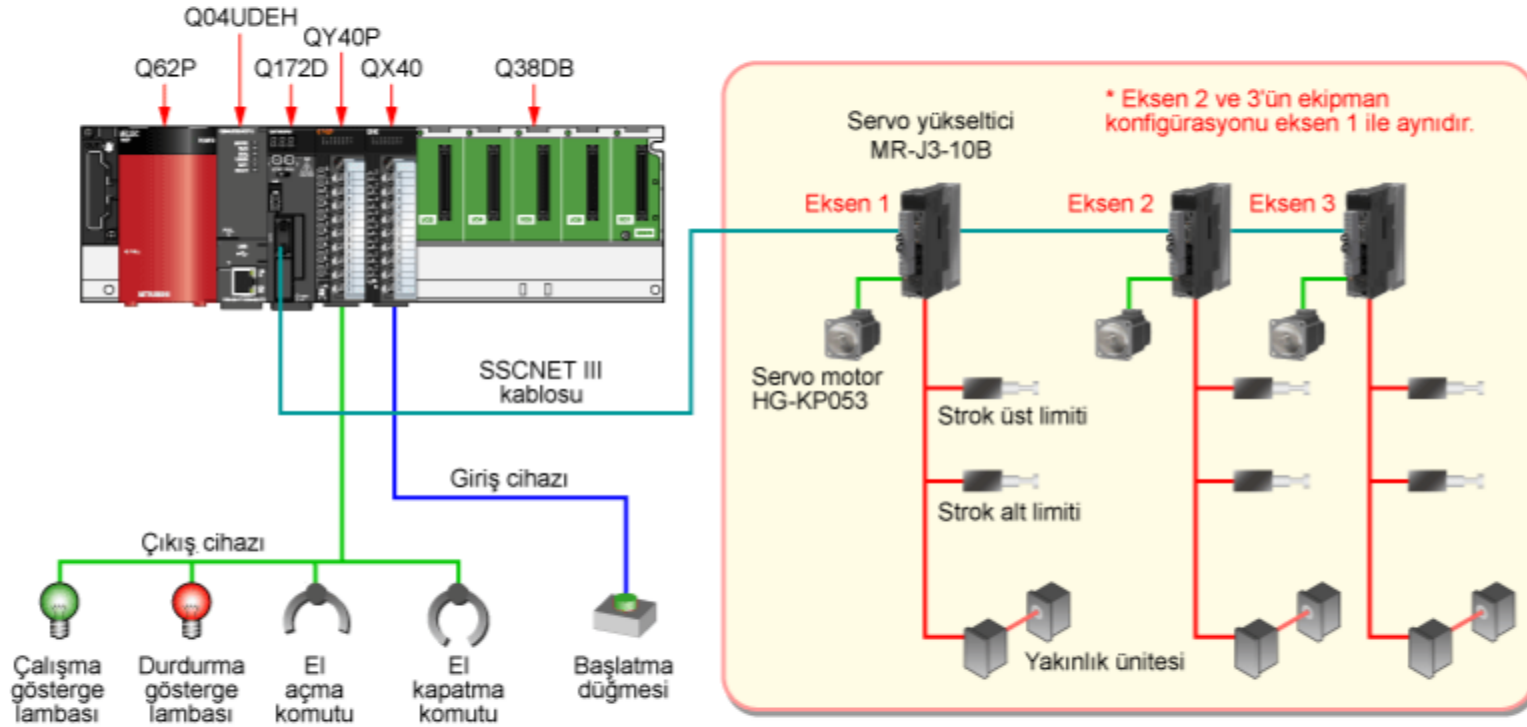 Q04UDEH
QY40P
Q62P
Q172D
QX40
Q38DB
* Eksen 2 ve 3'ün ekipman
konfigürasyonu eksen 1 ile aynıdır.
Servo yükseltici
MR-J3-10B
Eksen 1
Eksen 2
Eksen 3
SSCNET III
kablosu
Servo motor
HG-KP053
Strok üst limiti
Giriş cihazı
Strok alt limiti
Çıkış cihazı
Yakınlık ünitesi
Çalışma
gösterge
lambası
Durdurma
gösterge
lambası
El
açma
komutu
El
kapatma
komutu
Başlatma
düğmesi